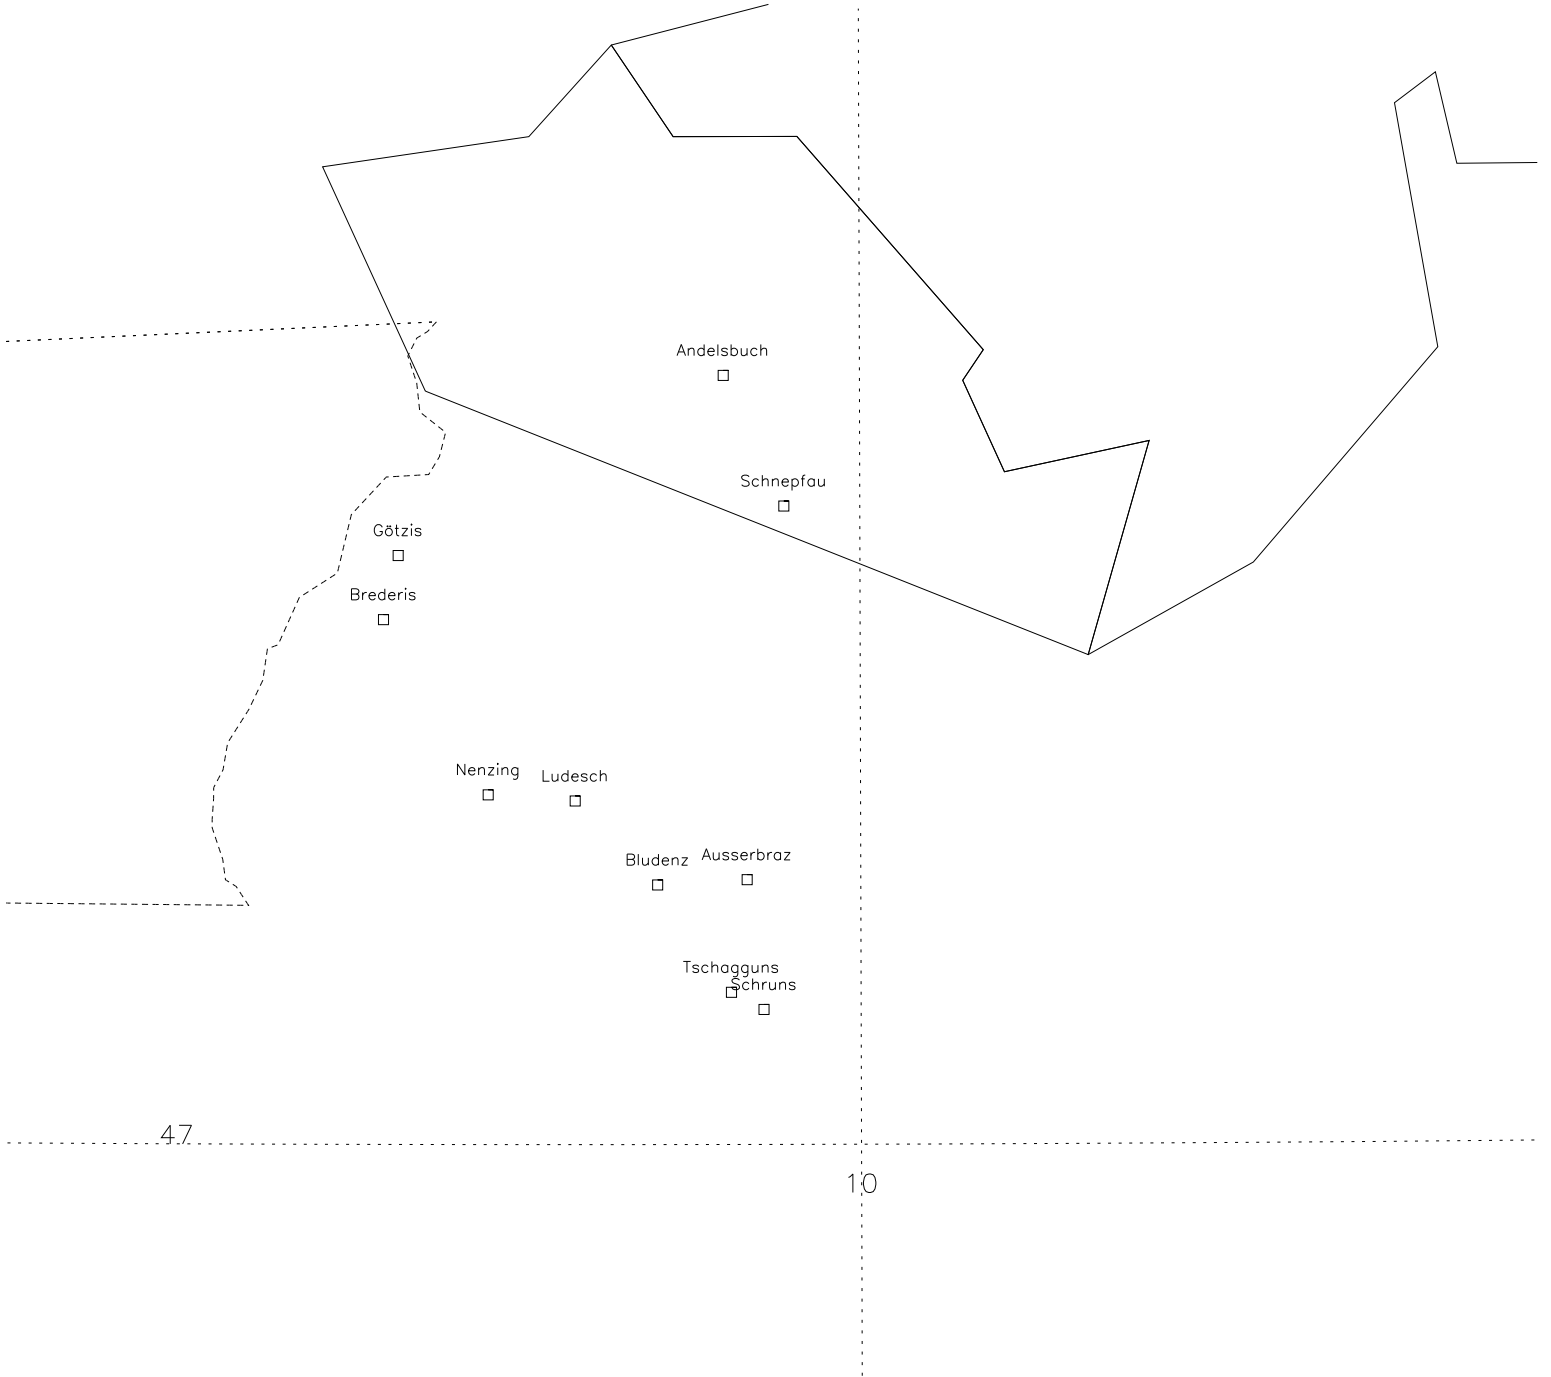 Andelsbuch
Schnepfau
Götzis
Brederis
Nenzing
Ludesch
Bludenz
Ausserbraz
Tschagguns
Schruns
47
10